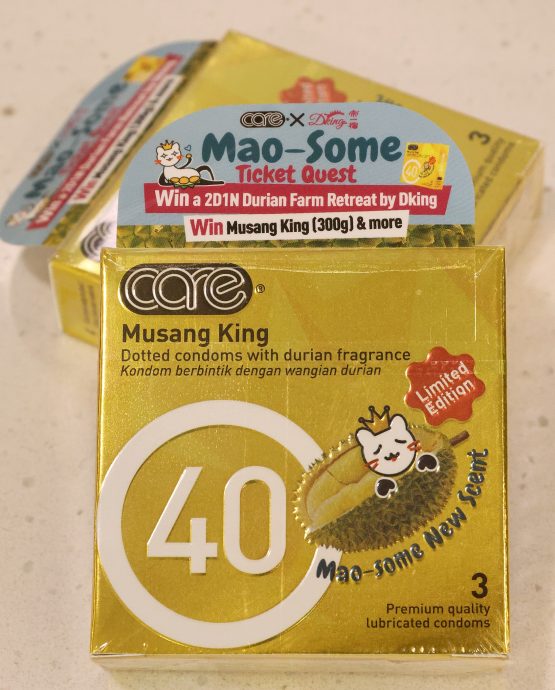 care X Dking
Mao-Some
Ticket Quest
Win a 2D1N Durian Farm Retreat by Dking
Win Musang King (300g) & more
care®
Musang King
Dotted condoms with durian fragrance
Kondom berbintik dengan wangian durian
Limited
Edition
40
Mao-some New Scent
3
Premium quality
lubricated condoms
3